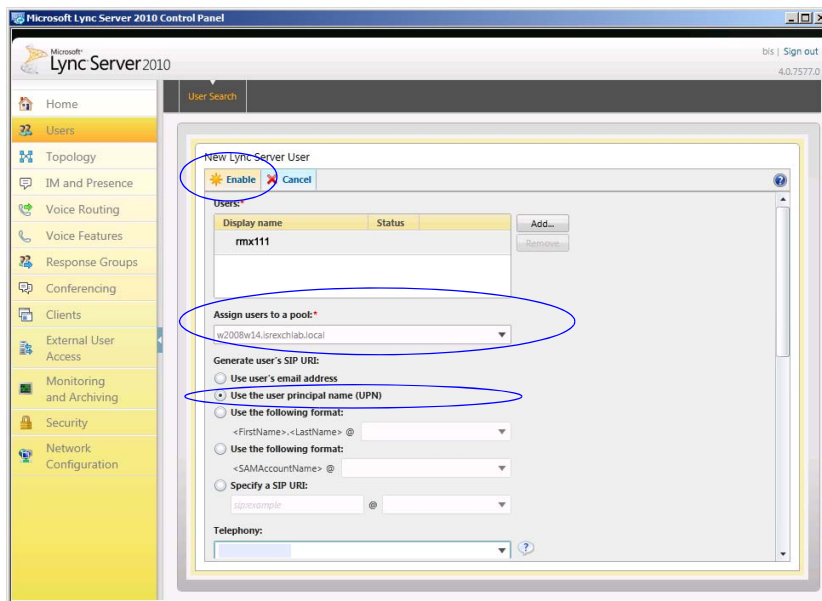 Microsoft Lync Server 2010 Control Panel
Microsoft®
Lync Server 2010
bis | Sign out
4.0.7577.0
User Search
Home
Users
Topology
IM and Presence
Voice Routing
Voice Features
Response Groups
Conferencing
Clients
External User
Access
Monitoring
and Archiving
Security
Network
Configuration
New Lync Server User
Enable
Cancel
Users:*
Display name Status
rmx111
Add...
Remove
Assign users to a pool:*
w2008w14.isrexchlab.local
Generate user's SIP URI:
Use user's email address
Use the user principal name (UPN)
Use the following format:
<FirstName>.<LastName> @
Use the following format:
<SAMAccountName> @
Specify a SIP URI:
sip:example @
Telephony: